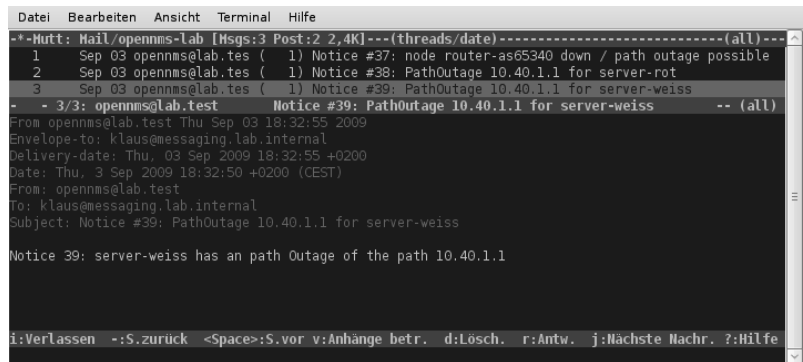 Datei Bearbeiten Ansicht Terminal Hilfe
-*-Mutt: Mail/opennms-lab [Msgs:3 Post:2 2,4K]---(threads/date)----------------------------(all)---
1 Sep 03 opennms@lab.tes ( 1) Notice #37: node router-as65340 down / path outage possible
2 Sep 03 opennms@lab.tes ( 1) Notice #38: PathOutage 10.40.1.1 for server-rot
3 Sep 03 opennms@lab.tes ( 1) Notice #39: PathOutage 10.40.1.1 for server-weiss
- - 3/3: opennms@lab.test Notice #39: PathOutage 10.40.1.1 for server-weiss -- (all)
From opennms@lab.test Thu Sep 03 18:32:55 2009
Envelope-to: klaus@messaging.lab.internal
Delivery-date: Thu, 03 Sep 2009 18:32:55 +0200
Date: Thu, 3 Sep 2009 18:32:50 +0200 (CEST)
From: opennms@lab.test
To: klaus@messaging.lab.internal
Subject: Notice #39: PathOutage 10.40.1.1 for server-weiss
Notice 39: server-weiss has an path Outage of the path 10.40.1.1
i:Verlassen -:S.zurück <Space>:S.vor v:Anhänge betr. d:Lösch. r:Antw. j:Nächste Nachr. ?:Hilfe